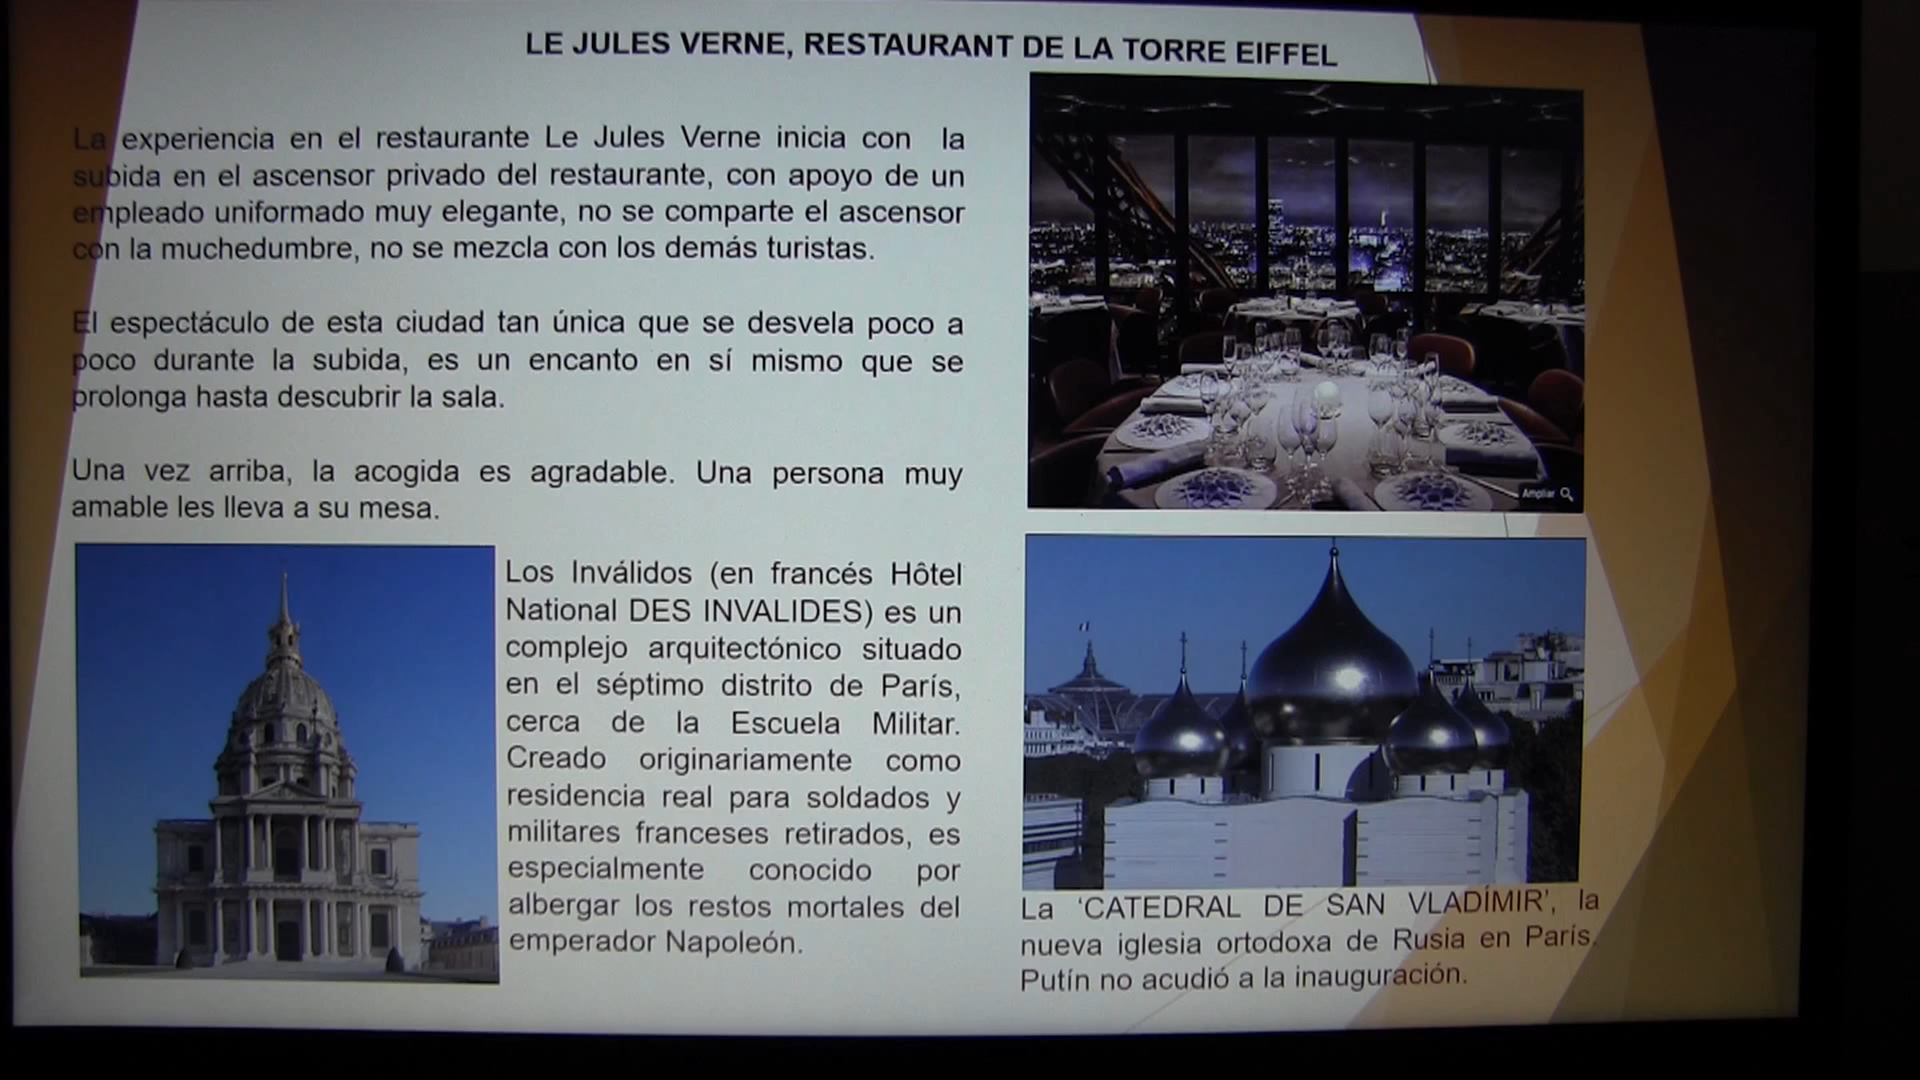 LE JULES VERNE, RESTAURANT DE LA TORRE EIFFEL
La experiencia en el restaurante Le Jules Verne inicia con la
subida en el ascensor privado del restaurante, con apoyo de un
empleado uniformado muy elegante, no se comparte el ascensor
con la muchedumbre, no se mezcla con los demás turistas.
El espectáculo de esta ciudad tan única que se desvela poco a
poco durante la subida, es un encanto en sí mismo que se
prolonga hasta descubrir la sala.
Una vez arriba, la acogida es agradable. Una persona muy
amable les lleva a su mesa.
Ampliar
Los Inválidos (en francés Hôtel
National DES INVALIDES) es un
complejo arquitectónico situado
en el séptimo distrito de París,
cerca de la Escuela Militar.
Creado originariamente como
residencia real para soldados y
militares franceses retirados, es
especialmente conocido por
albergar los restos mortales del
emperador Napoleón.
La ‘CATEDRAL DE SAN VLADÍMIR’, la
nueva iglesia ortodoxa de Rusia en París.
Putín no acudió a la inauguración.